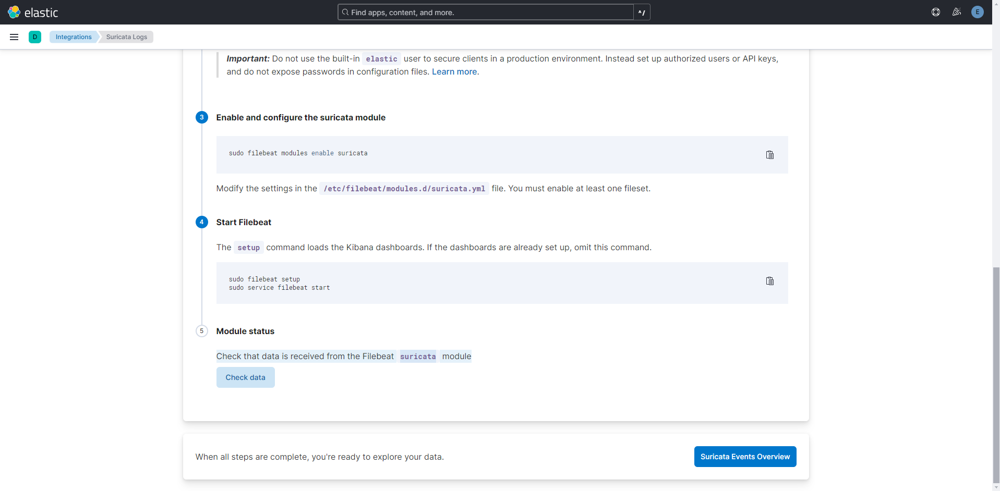 elastic
Find apps, content, and more.
^/
E
D
Integrations
Suricata Logs
Important: Do not use the built-in elastic user to secure clients in a production environment. Instead set up authorized users or API keys,
and do not expose passwords in configuration files. Learn more.
3
Enable and configure the suricata module
sudo filebeat modules enable suricata
Modify the settings in the /etc/filebeat/modules.d/suricata.yml file. You must enable at least one fileset.
4
Start Filebeat
The setup command loads the Kibana dashboards. If the dashboards are already set up, omit this command.
sudo filebeat setup
sudo service filebeat start
5
Module status
Check that data is received from the Filebeat suricata module
Check data
When all steps are complete, you're ready to explore your data.
Suricata Events Overview